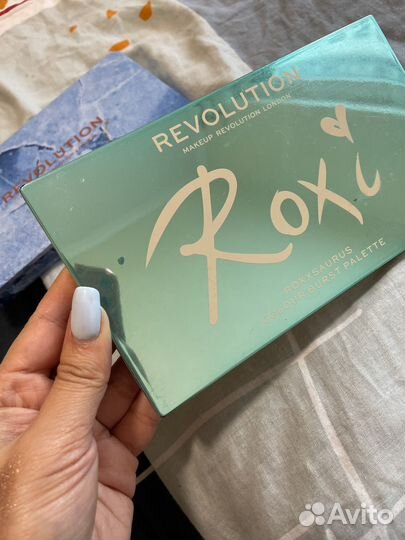 REVOLUTION
MAKEUP REVOLUTION LONDON
Roxi
ROXXSAURUS
COLOUR BURST PALETTE
REVOLUTION
Avito